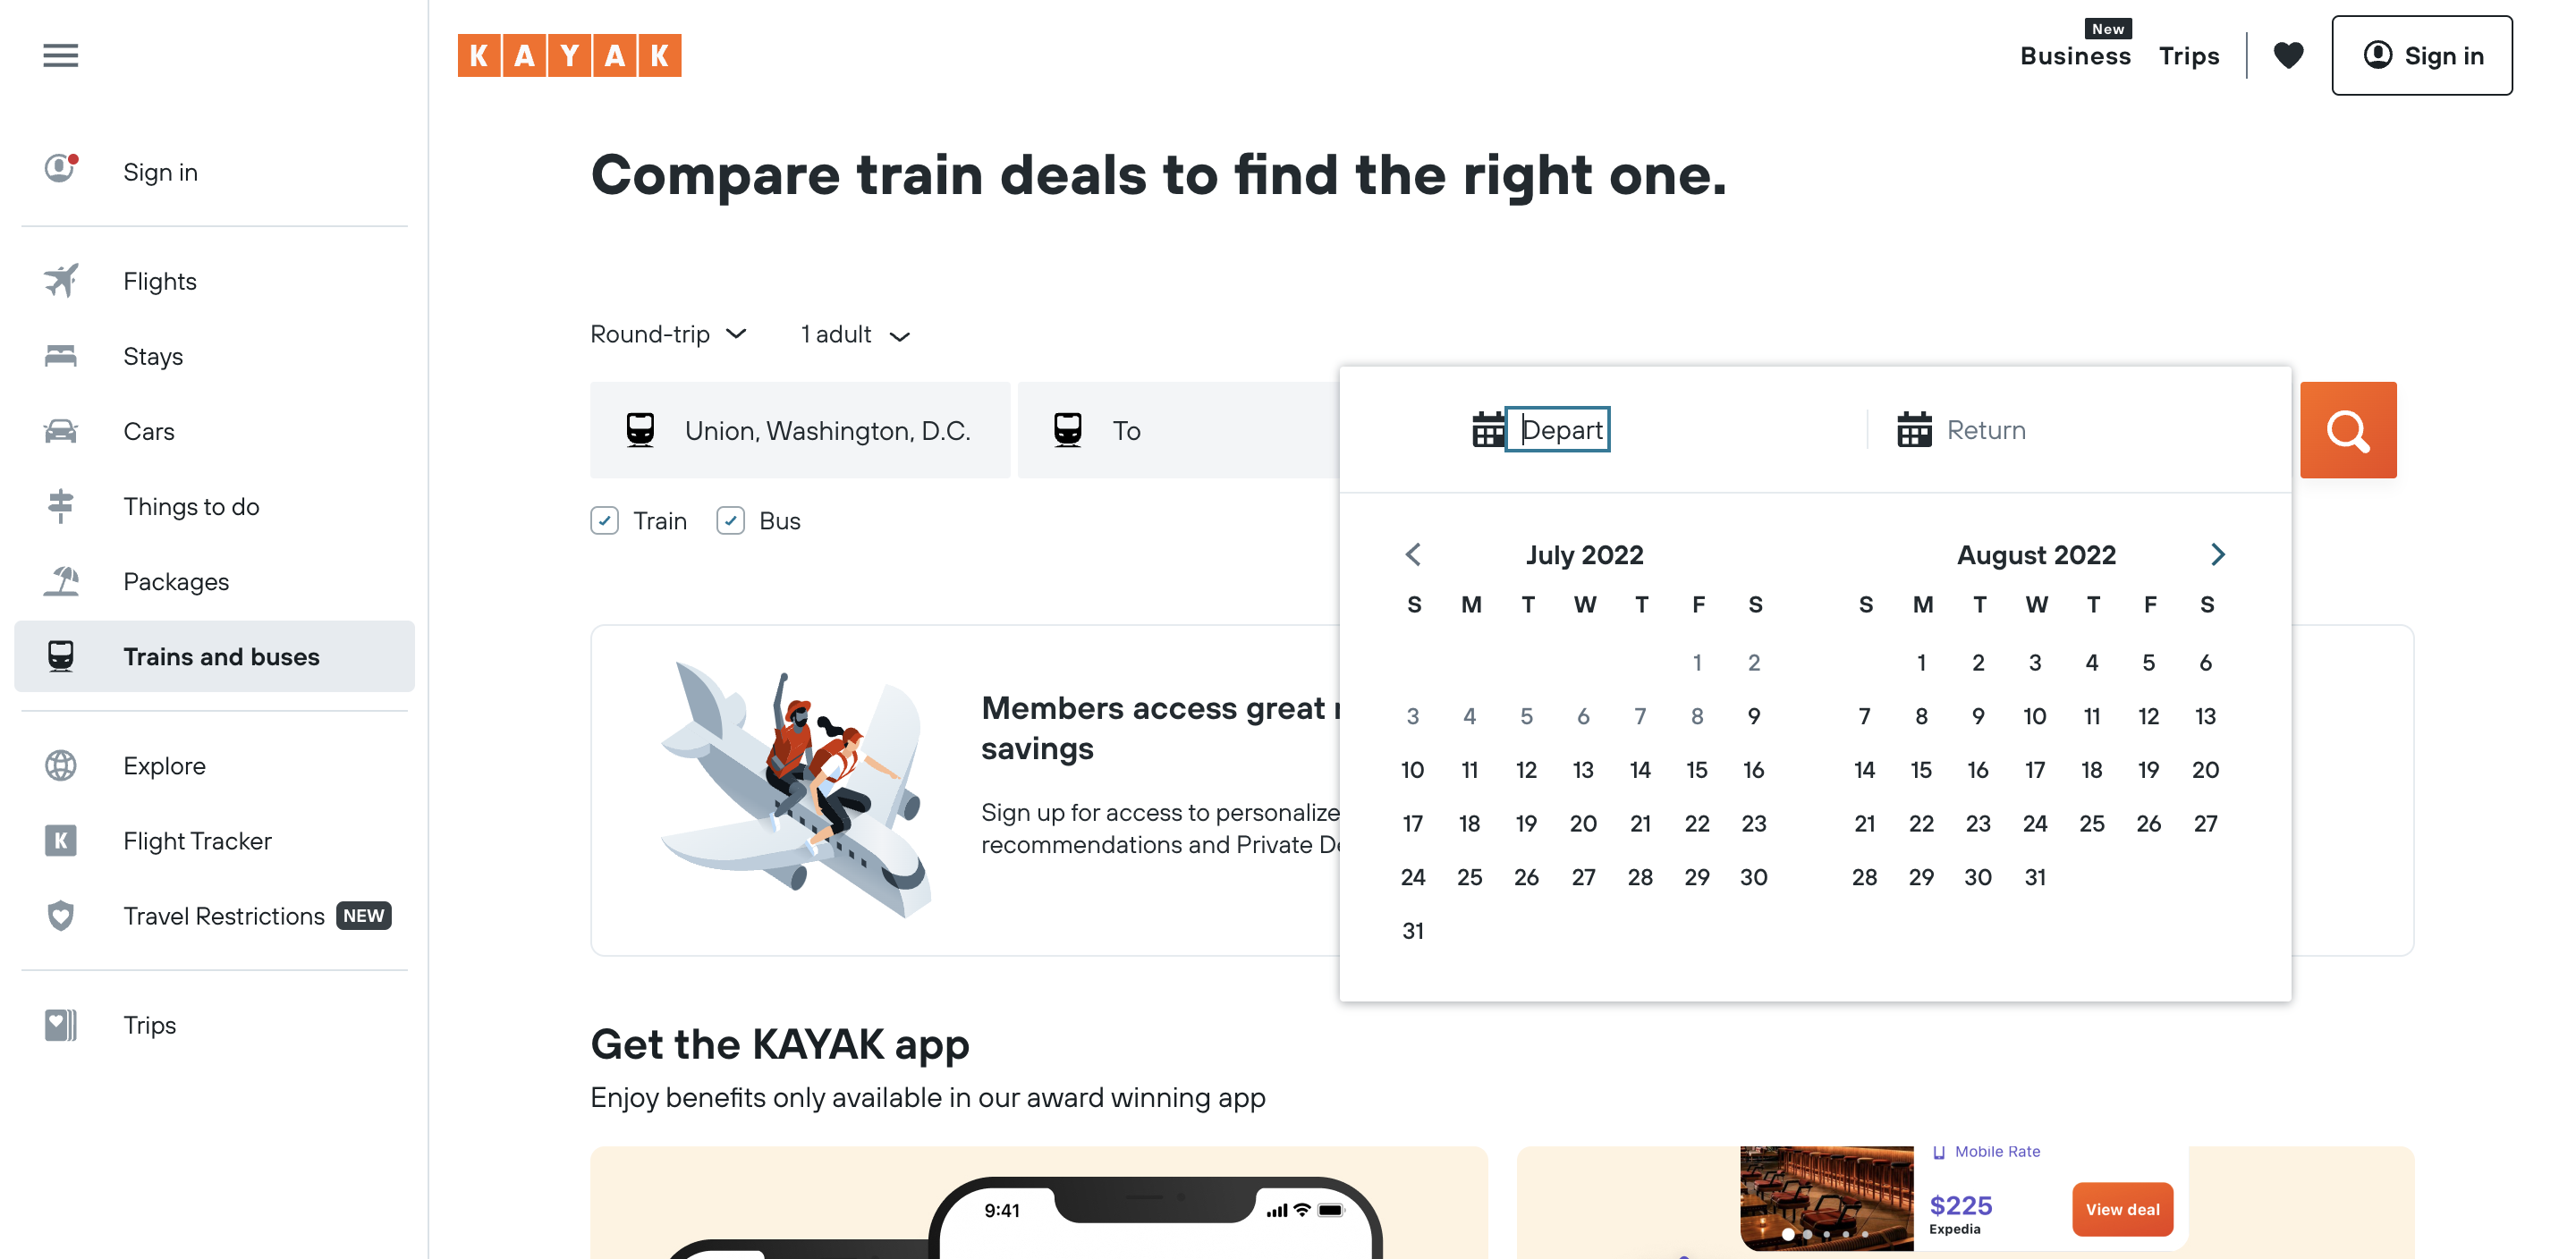 KAYAK
New
Business
Trips
Sign in
Sign in
Flights
Stays
Cars
Things to do
Packages
Trains and buses
Explore
K
Flight Tracker
Travel Restrictions NEW
Trips
Compare train deals to find the right one.
Round-trip
1 adult
Union, Washington, D.C.
To
Depart
Return
Train
Bus
July 2022
S M T W T F S
1 2
3 4 5 6 7 8 9
10 11 12 13 14 15 16
17 18 19 20 21 22 23
24 25 26 27 28 29 30
31
August 2022
S M T W T F S
1 2 3 4 5 6
7 8 9 10 11 12 13
14 15 16 17 18 19 20
21 22 23 24 25 26 27
28 29 30 31
Members access great
savings
Sign up for access to personalize
recommendations and Private
Get the KAYAK app
Enjoy benefits only available in our award winning app
9:41
Mobile Rate
$225
Expedia
View deal